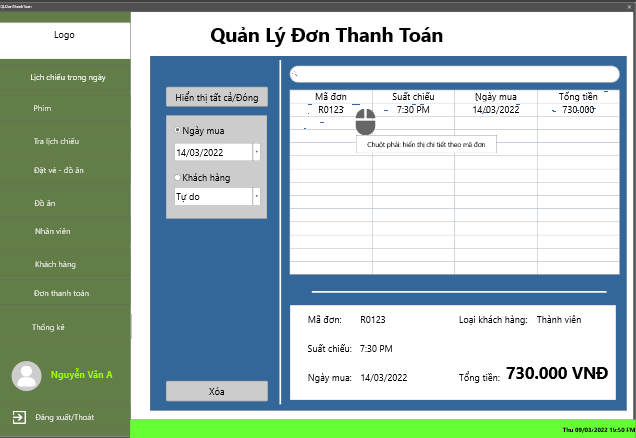 QLDonThanhToan
Logo
Quản Lý Đơn Thanh Toán
Lịch chiếu trong ngày
Phim
Tra lịch chiếu
Đặt vé - đồ ăn
Đồ ăn
Nhân viên
Khách hàng
Đơn thanh toán
Thống kê
Nguyễn Văn A
Đăng xuất/Thoát
Hiển thị tất cả/Đóng
Ngày mua
14/03/2022
Khách hàng
Tự do
Xóa
Mã đơn Suất chiếu Ngày mua Tổng tiền
R0123 7:30 PM 14/03/2022 730.000
Chuột phải: hiển thị chi tiết theo mã đơn
Mã đơn: R0123 Loại khách hàng: Thành viên
Suất chiếu: 7:30 PM
Ngày mua: 14/03/2022 Tổng tiền: 730.000 VNĐ
Thu 09/03/2022 15:50 PM